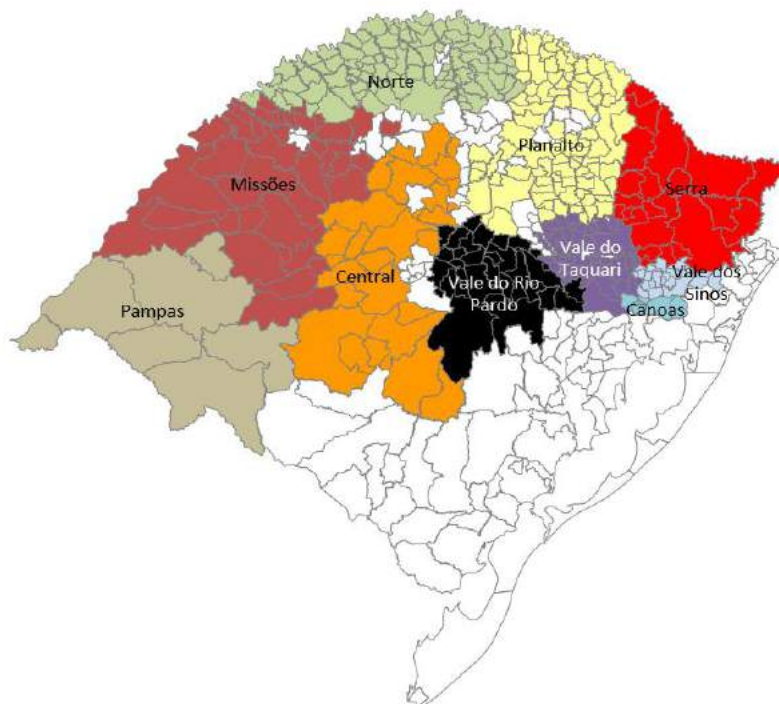 Norte
Planalto
Missões
Serra
Vale do
Taquari
Central
Vale do Rio
Pardo
Vale dos
Sinos
Pampas
Canoas